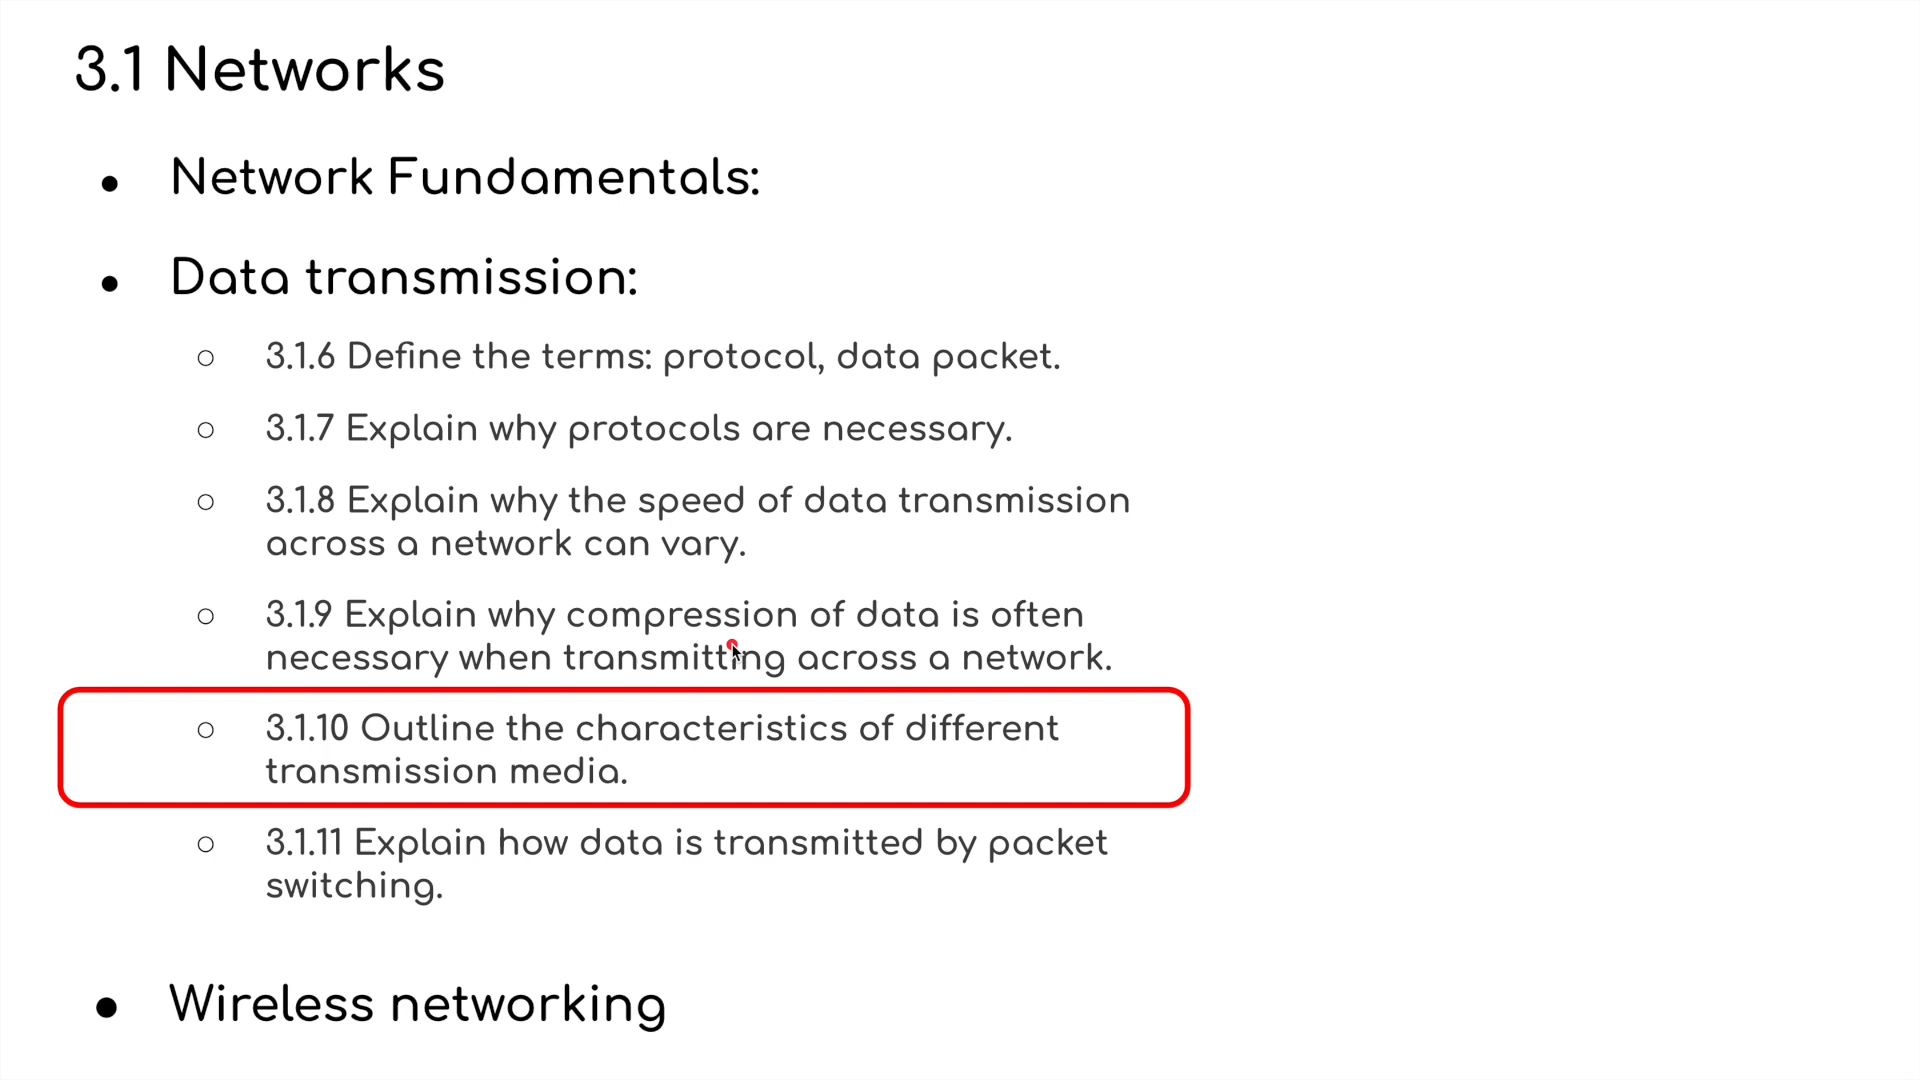 3.1 Networks
● Network Fundamentals:
● Data transmission:
○ 3.1.6 Define the terms: protocol, data packet.
○ 3.1.7 Explain why protocols are necessary.
○ 3.1.8 Explain why the speed of data transmission
across a network can vary.
○ 3.1.9 Explain why compression of data is often
necessary when transmitting across a network.
○ 3.1.10 Outline the characteristics of different
transmission media.
○ 3.1.11 Explain how data is transmitted by packet
switching.
● Wireless networking